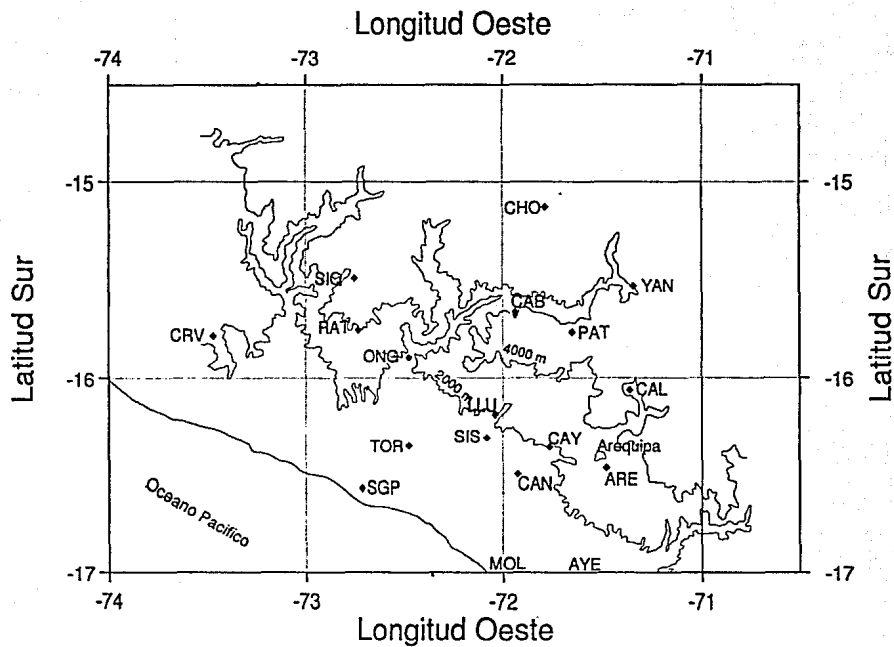 Longitud Oeste
-74 -73 -72 -71
-15 -15
CHO
SIG
YAN
CAB
CRV
RAT
PAT
ONG
4000 m
-16 -16
2000 m
CAL
SIS
TOR
CAY
Arequipa
ARE
CAN
SGP
Oceano Pacifico
MOL AYE
-17 -17
-74 -73 -72 -71
Longitud Oeste
Latitud Sur
Latitud Sur